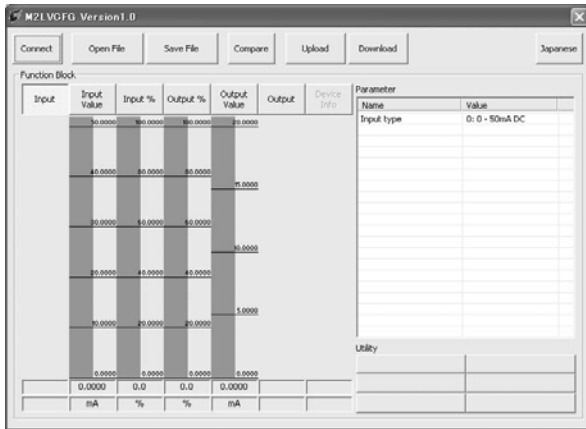 M2LVCFG Version1.0
Connect Open File Save File Compare Upload Download Japanese
Function Block
Input Input Value Input % Output % Output Value Output Device Info
Parameter
Name Value
Input type 0: 0 - 50mA DC
50.0000 100.0000 100.0000 20.0000
40.0000 80.0000 80.0000
15.0000
30.0000 60.0000 60.0000
10.0000
20.0000 40.0000 40.0000
5.0000
10.0000 20.0000 20.0000
0.0000 0.0000 0.0000 0.0000
Utility
0.0000 0.0 0.0 0.0000
mA % % mA